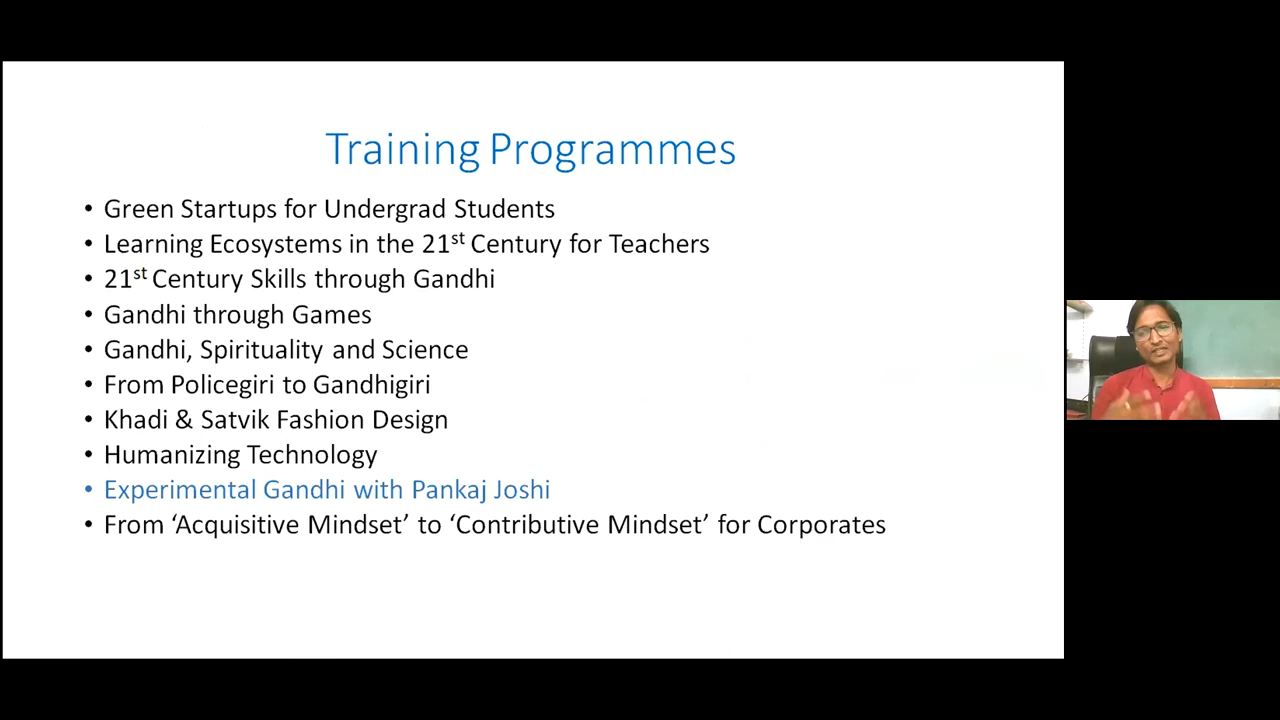 Training Programmes
• Green Startups for Undergrad Students
• Learning Ecosystems in the 21st Century for Teachers
• 21st Century Skills through Gandhi
• Gandhi through Games
• Gandhi, Spirituality and Science
• From Policegiri to Gandhigiri
• Khadi & Satvik Fashion Design
• Humanizing Technology
• Experimental Gandhi with Pankaj Joshi
• From ‘Acquisitive Mindset’ to ‘Contributive Mindset’ for Corporates